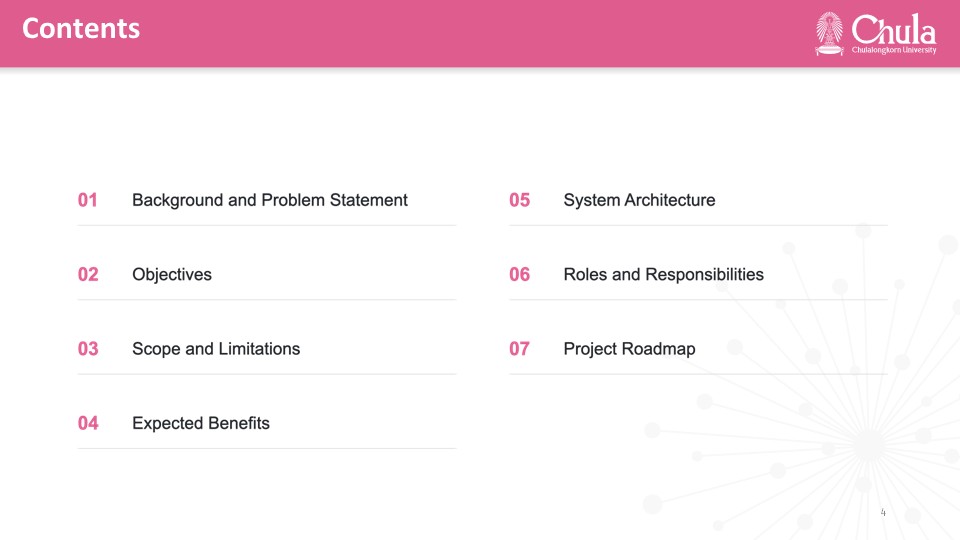 Contents
Chula
Chulalongkorn University
01 Background and Problem Statement
02 Objectives
03 Scope and Limitations
04 Expected Benefits
05 System Architecture
06 Roles and Responsibilities
07 Project Roadmap
4